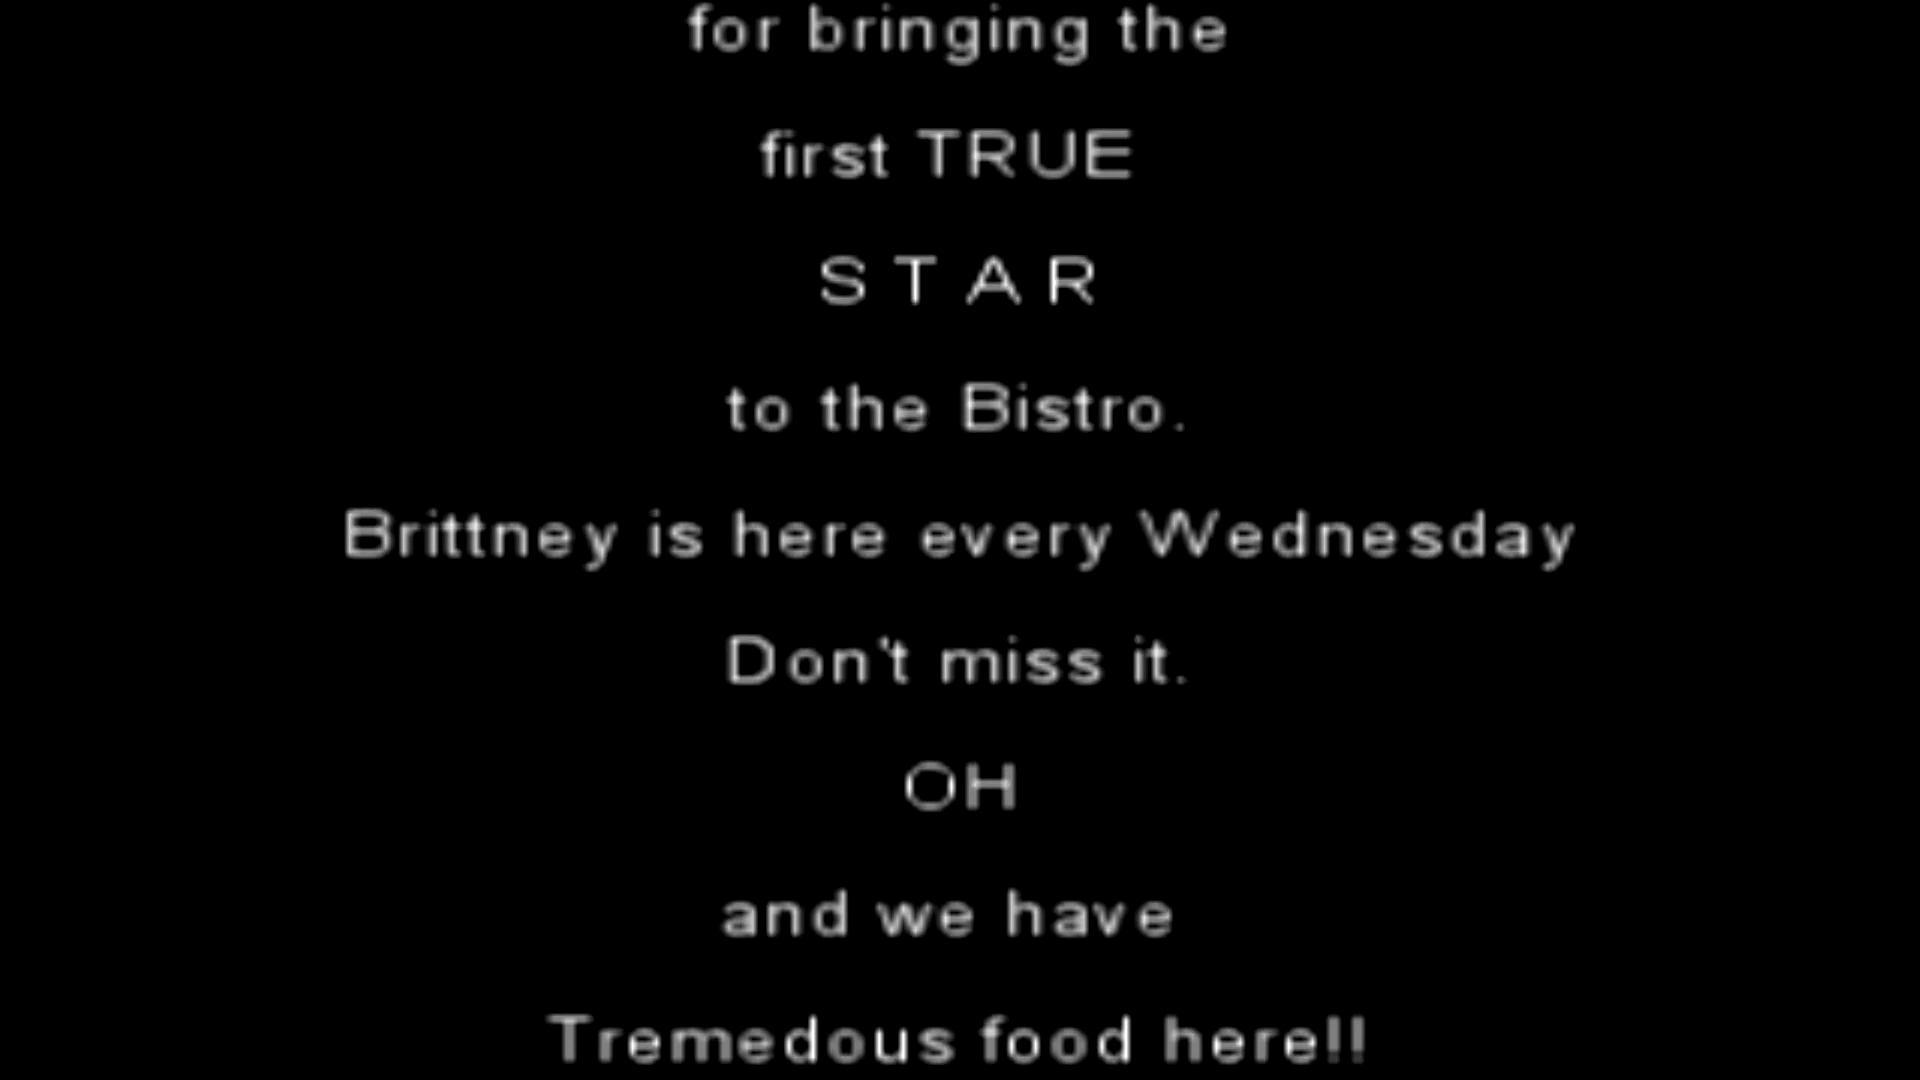 for bringing the
first TRUE
S T A R
to the Bistro.
Brittney is here every Wednesday
Don't miss it.
OH
and we have
Tremedous food here!!